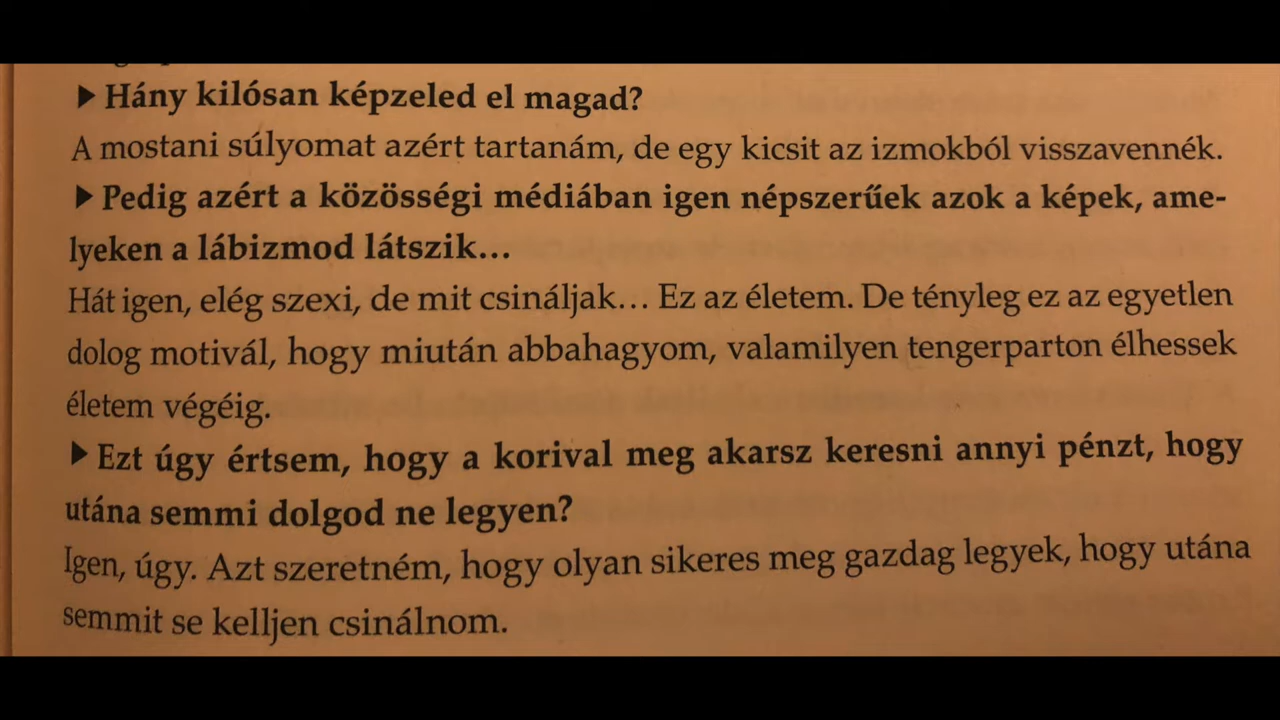 ▶ Hány kilósan képzeled el magad?
A mostani súlyomat azért tartanám, de egy kicsit az izmokból visszavennék.
▶ Pedig azért a közösségi médiában igen népszerűek azok a képek, ame-
lyeken a lábizmod látszik...
Hát igen, elég szexi, de mit csináljak... Ez az életem. De tényleg ez az egyetlen
dolog motivál, hogy miután abbahagyom, valamilyen tengerparton élhessek
életem végéig.
▶ Ezt úgy értsem, hogy a korival meg akarsz keresni annyi pénzt, hogy
utána semmi dolgod ne legyen?
Igen, úgy. Azt szeretném, hogy olyan sikeres meg gazdag legyek, hogy utána
semmit se kelljen csinálnom.